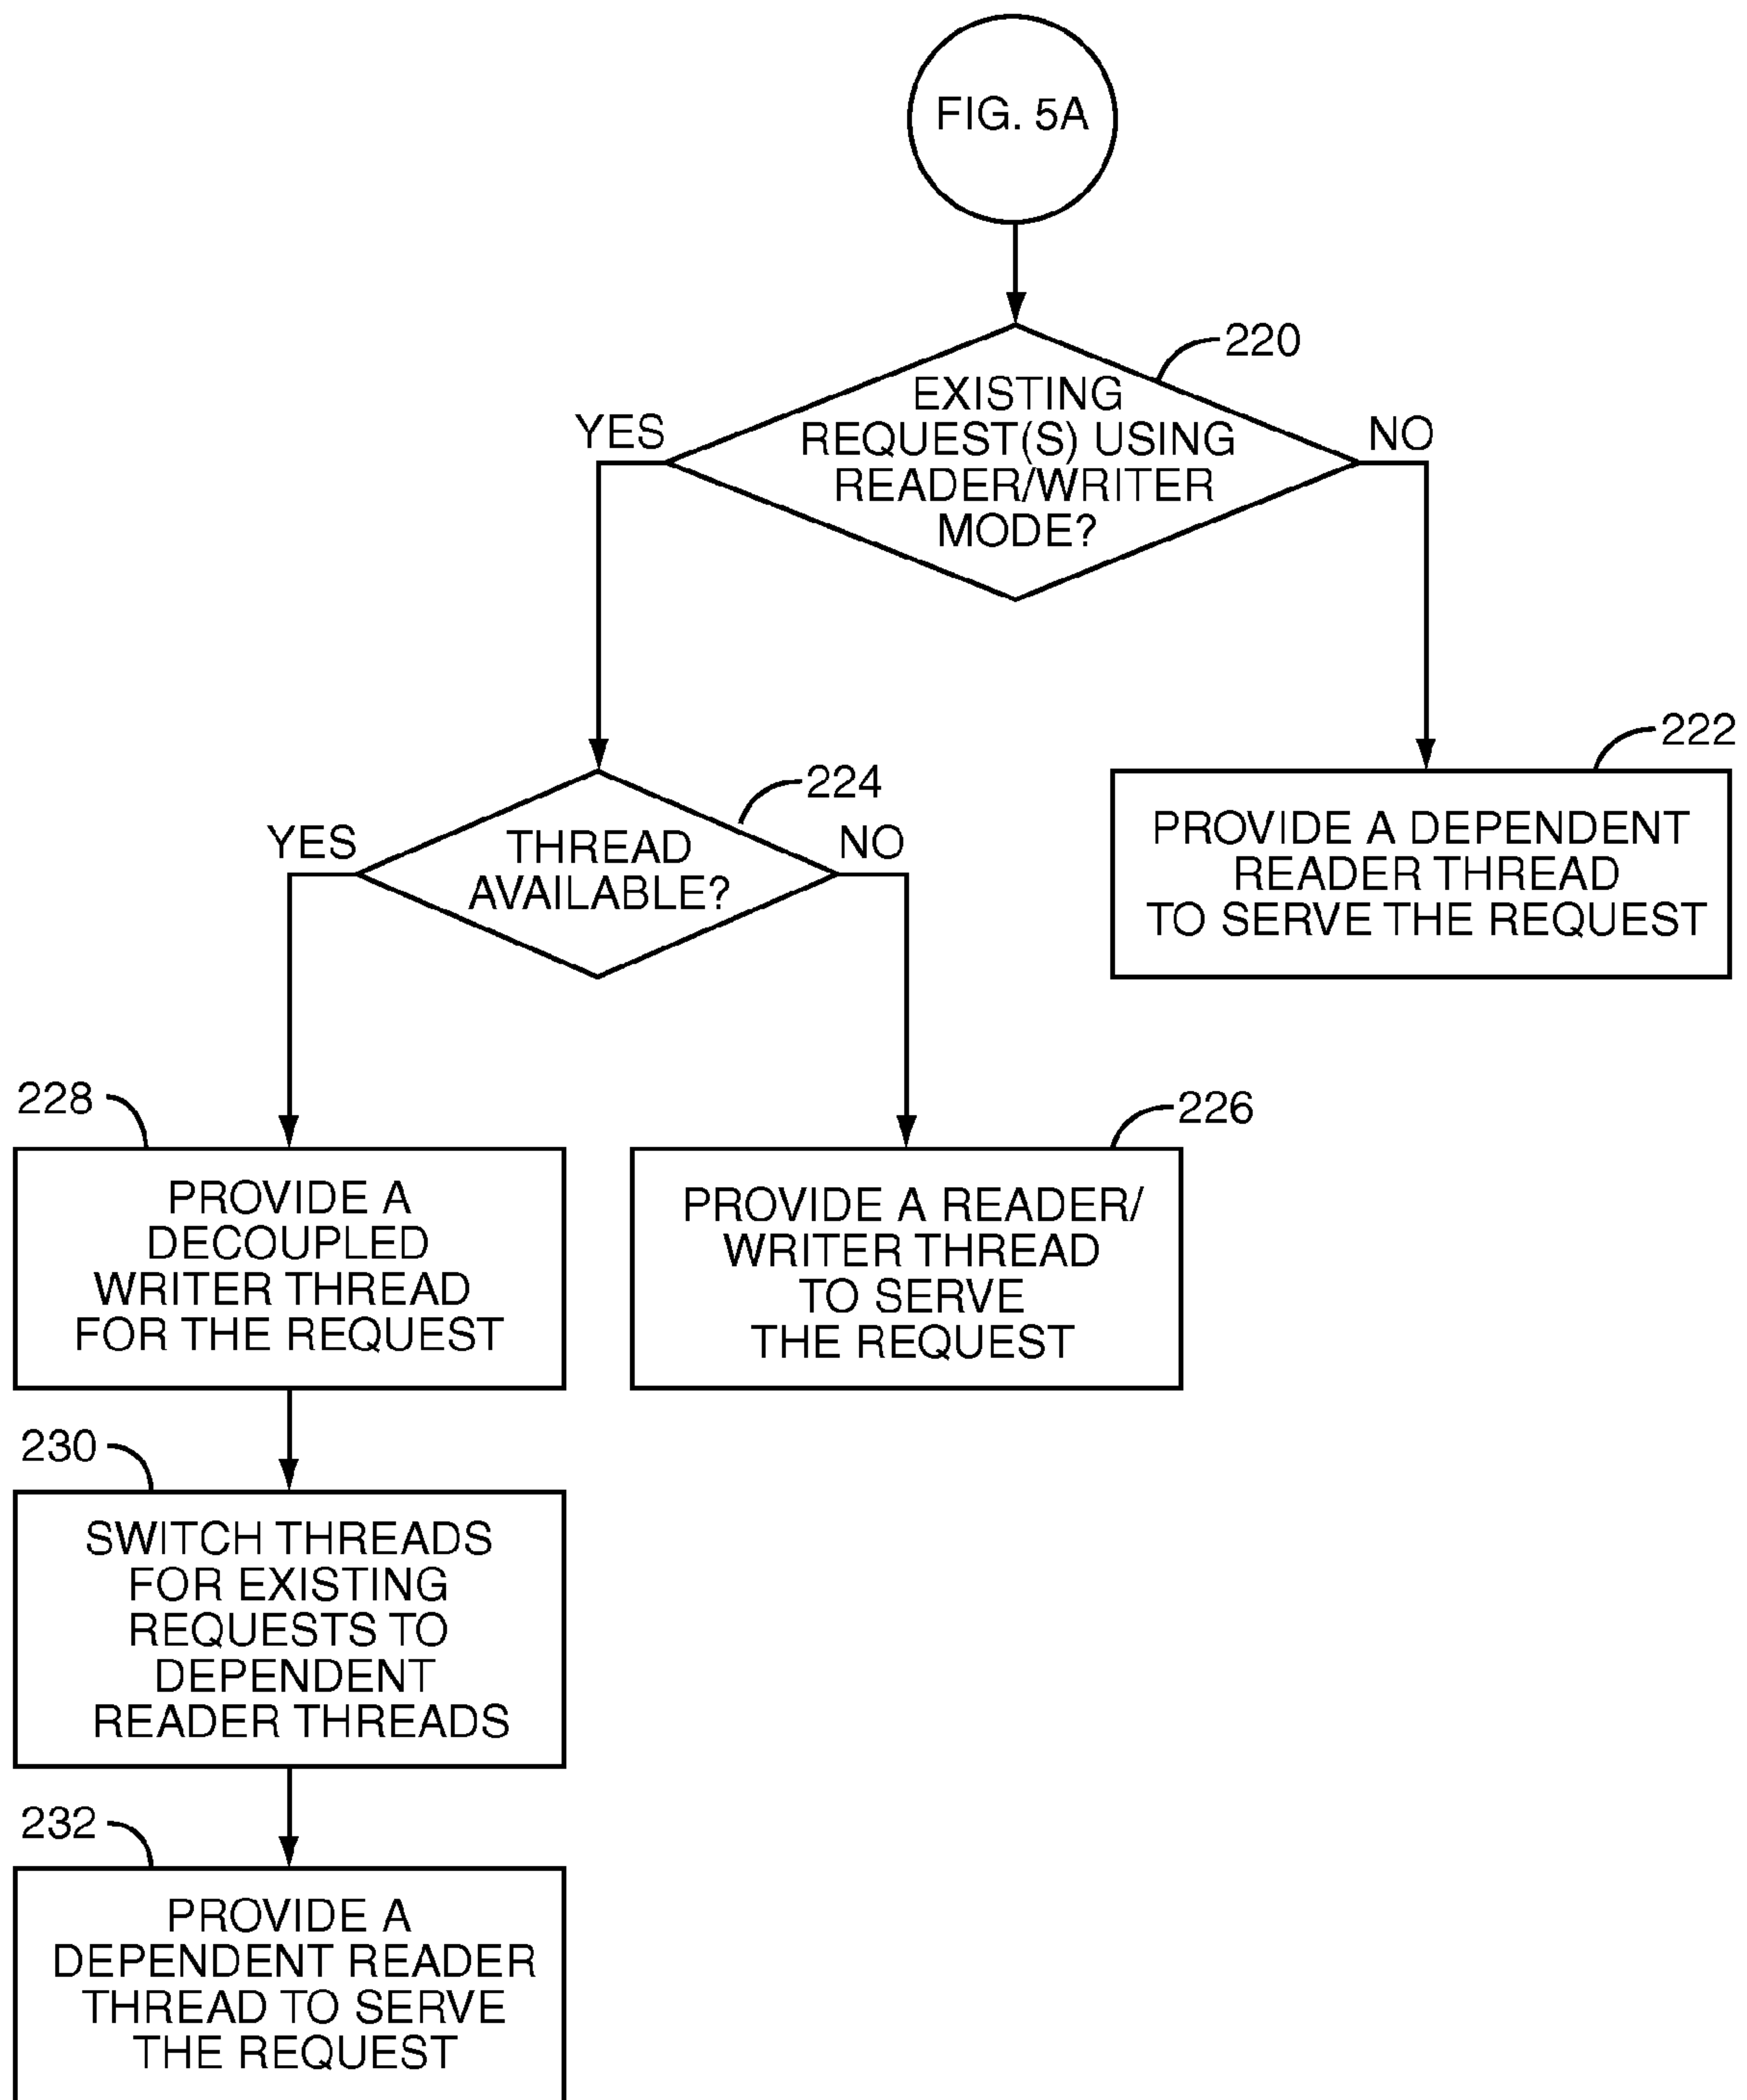 FIG. 5A
220
EXISTING
REQUEST(S) USING
READER/WRITER
MODE?
YES
NO
222
PROVIDE A DEPENDENT
READER THREAD
TO SERVE THE REQUEST
224
THREAD
AVAILABLE?
YES
NO
228
PROVIDE A
DECOUPLED
WRITER THREAD
FOR THE REQUEST
226
PROVIDE A READER/
WRITER THREAD
TO SERVE
THE REQUEST
230
SWITCH THREADS
FOR EXISTING
REQUESTS TO
DEPENDENT
READER THREADS
232
PROVIDE A
DEPENDENT READER
THREAD TO SERVE
THE REQUEST